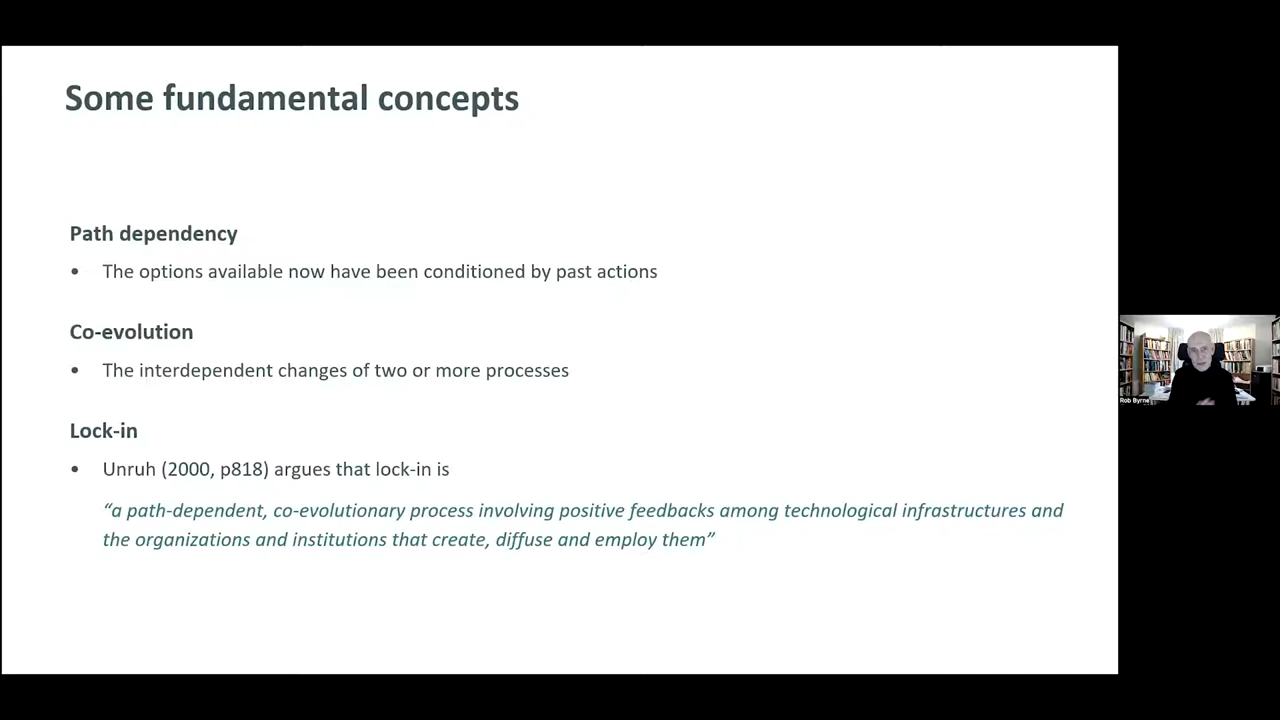 Some fundamental concepts
Path dependency
• The options available now have been conditioned by past actions
Co-evolution
• The interdependent changes of two or more processes
Lock-in
• Unruh (2000, p818) argues that lock-in is
“a path-dependent, co-evolutionary process involving positive feedbacks among technological infrastructures and
the organizations and institutions that create, diffuse and employ them”
Rob Byrne